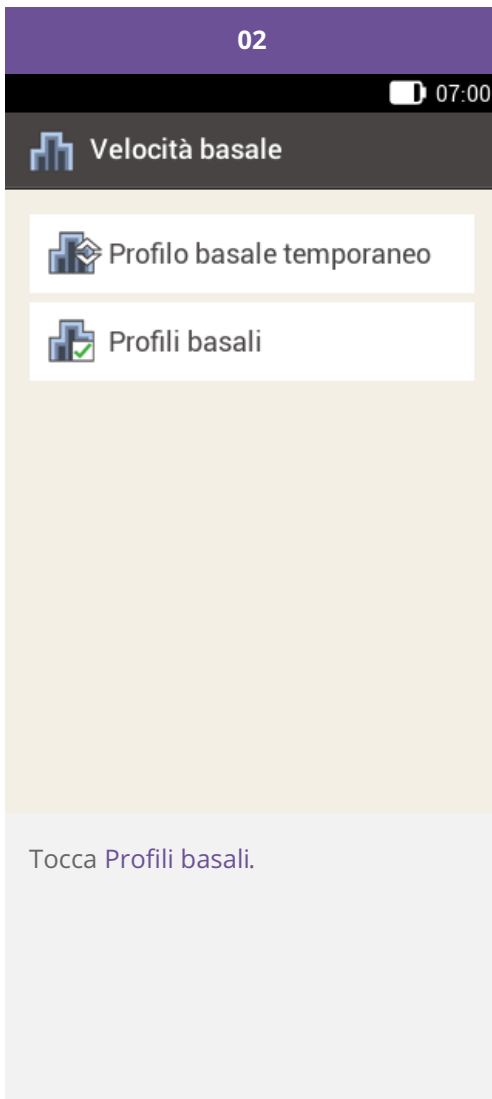 02
07:00
Velocità basale
Profilo basale temporaneo
Profili basali
Tocca Profili basali.